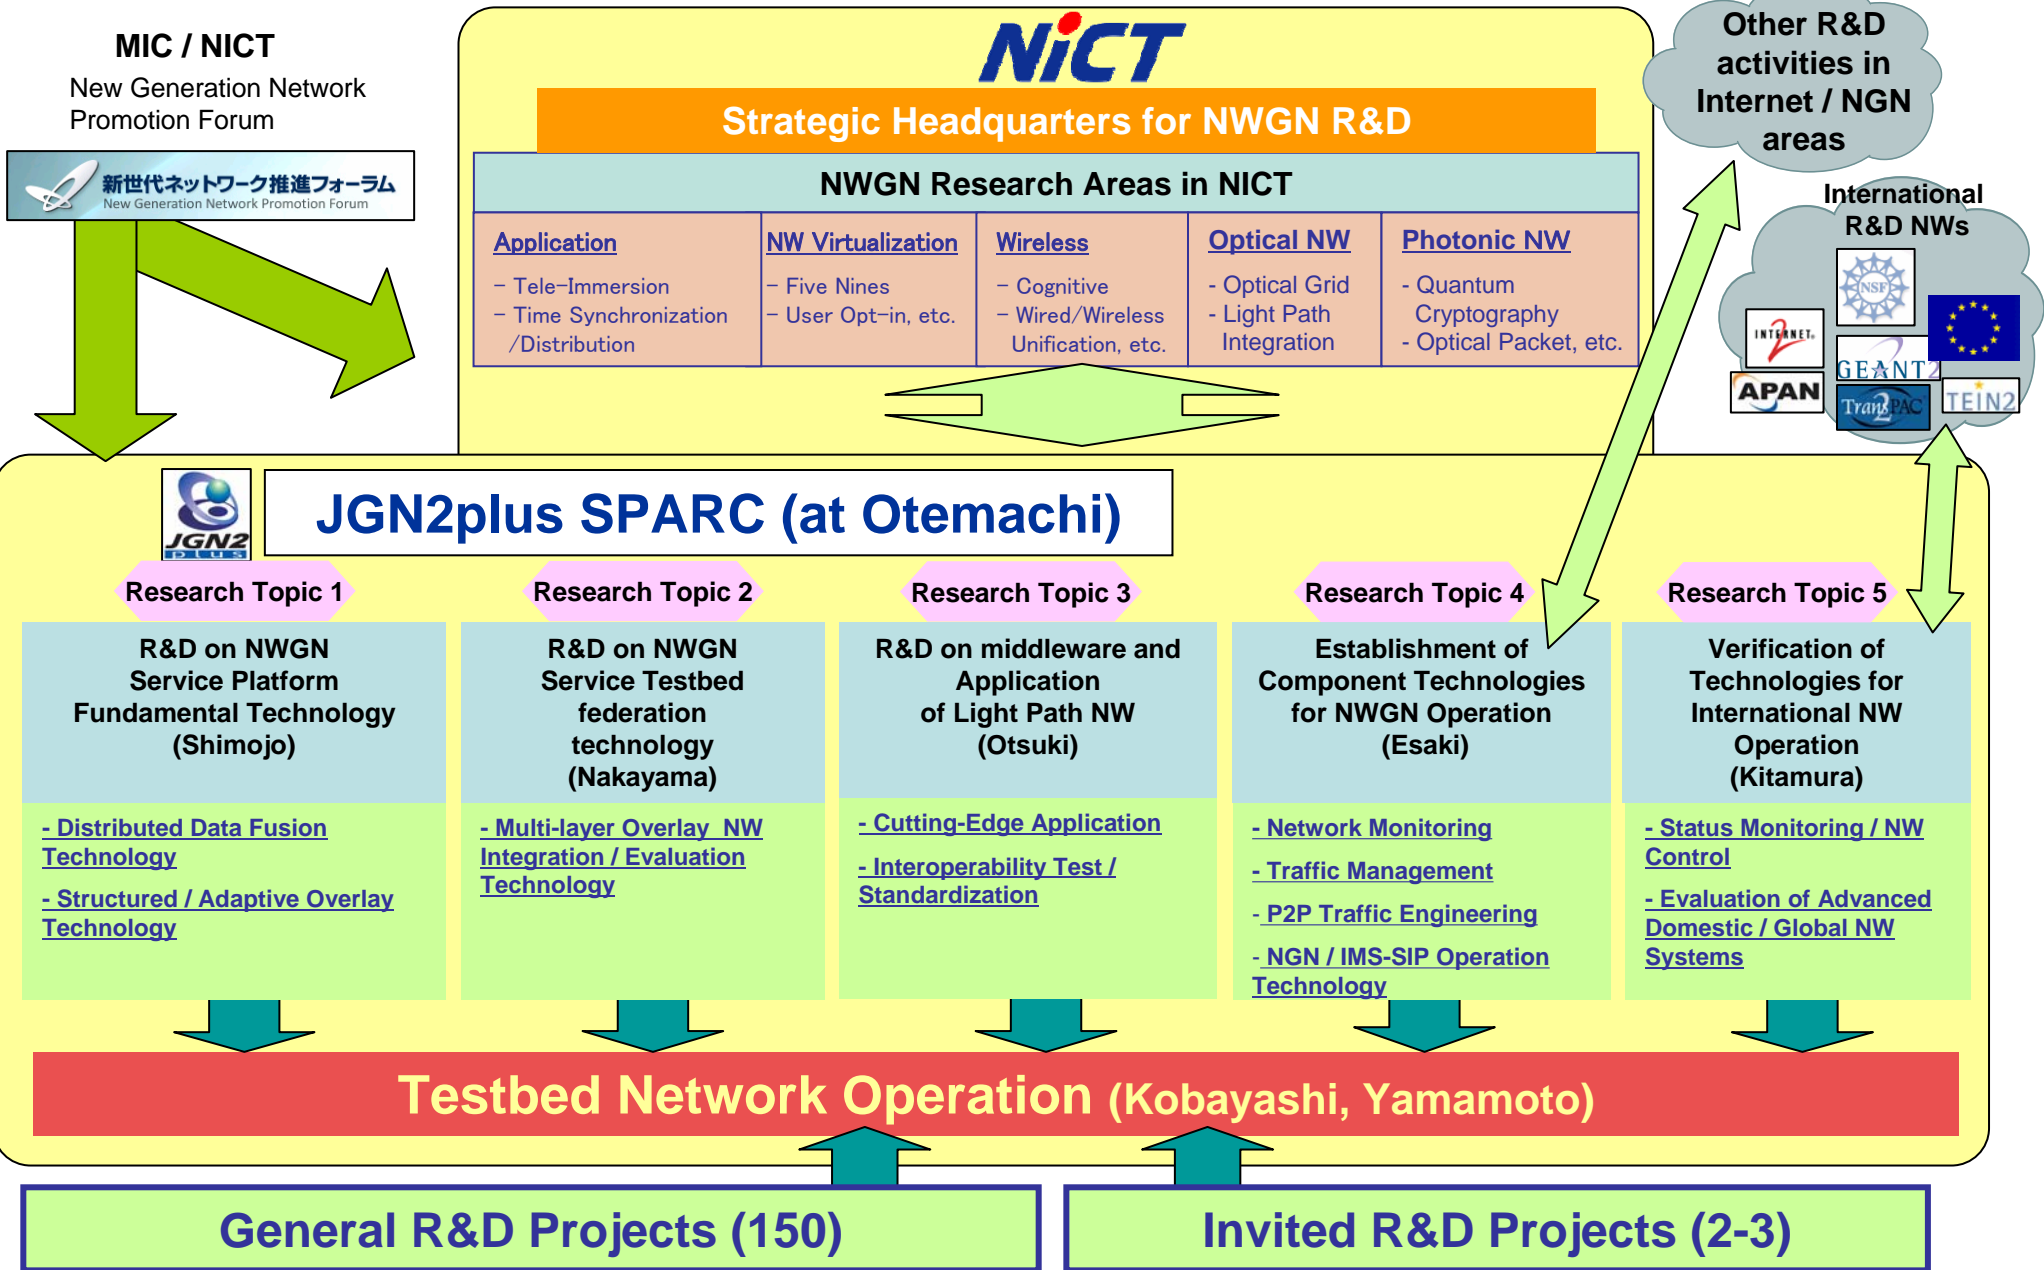 MIC / NICT
New Generation Network
Promotion Forum
新世代ネットワーク推進フォーラム
New Generation Network Promotion Forum
NiCT
Strategic Headquarters for NWGN R&D
NWGN Research Areas in NICT
Application
- Tele-Immersion
- Time Synchronization
/Distribution
NW Virtualization
- Five Nines
- User Opt-in, etc.
Wireless
- Cognitive
- Wired/Wireless
Unification, etc.
Optical NW
- Optical Grid
- Light Path
Integration
Photonic NW
- Quantum
Cryptography
- Optical Packet, etc.
Other R&D
activities in
Internet / NGN
areas
International
R&D NWs
NSF
INTERNET
2
GEANT2
APAN
TransPAC
2
TEIN2
JGN2
plus
JGN2plus SPARC (at Otemachi)
Research Topic 1
R&D on NWGN
Service Platform
Fundamental Technology
(Shimojo)
- Distributed Data Fusion
Technology
- Structured / Adaptive Overlay
Technology
Research Topic 2
R&D on NWGN
Service Testbed
federation
technology
(Nakayama)
- Multi-layer Overlay  NW
Integration / Evaluation
Technology
Research Topic 3
R&D on middleware and
Application
of Light Path NW
(Otsuki)
- Cutting-Edge Application
- Interoperability Test /
Standardization
Research Topic 4
Establishment of
Component Technologies
for NWGN Operation
(Esaki)
- Network Monitoring
- Traffic Management
- P2P Traffic Engineering
- NGN / IMS-SIP Operation
Technology
Research Topic 5
Verification of
Technologies for
International NW
Operation
(Kitamura)
- Status Monitoring / NW
Control
- Evaluation of Advanced
Domestic / Global NW
Systems
Testbed Network Operation (Kobayashi, Yamamoto)
General R&D Projects (150)
Invited R&D Projects (2-3)